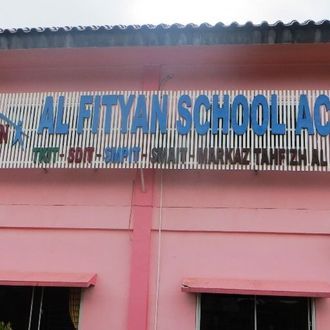 AL FITYAN SCHOOL AC
TKIT - SDIT - SMPIT - SMAIT - MARKAZ TAHFIZH AL